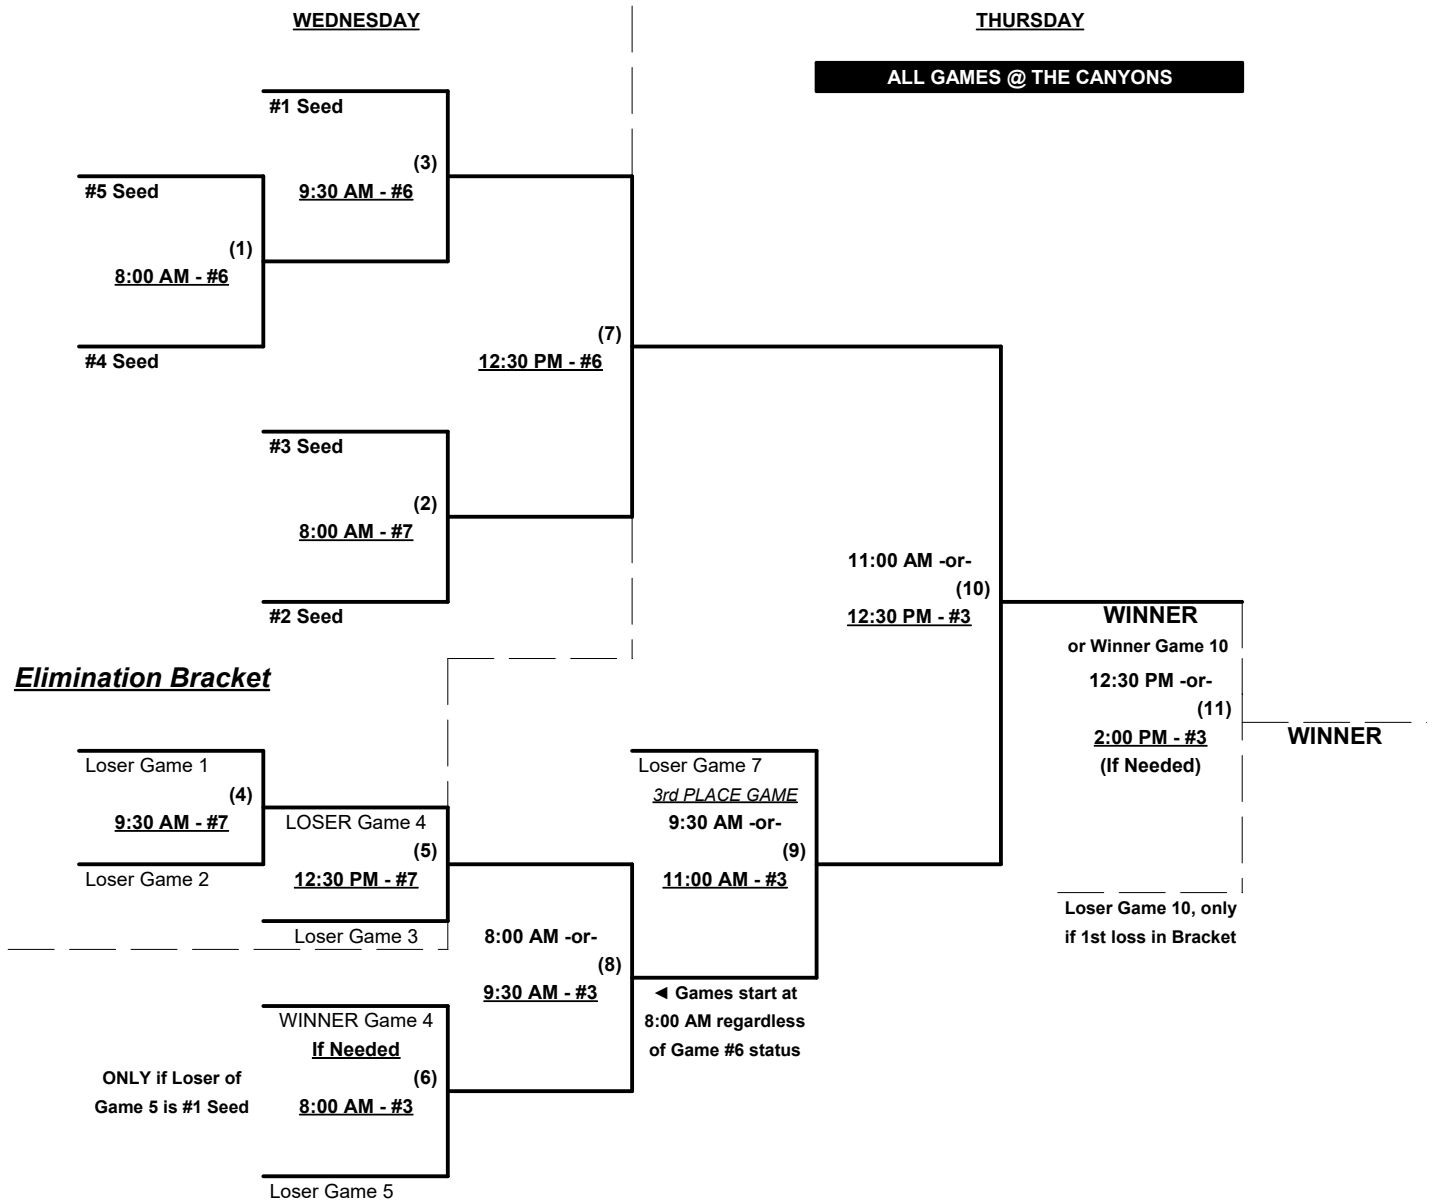 WEDNESDAY
THURSDAY
ALL GAMES @ THE CANYONS
#1 Seed
(3)
9:30 AM - #6
#5 Seed
(1)
8:00 AM - #6
#4 Seed
(7)
12:30 PM - #6
#3 Seed
(2)
8:00 AM - #7
#2 Seed
11:00 AM -or-
(10)
12:30 PM - #3
WINNER
or Winner Game 10
12:30 PM -or-
(11)
2:00 PM - #3
(If Needed)
WINNER
Loser Game 10, only
if 1st loss in Bracket
Elimination Bracket
Loser Game 1
(4)
9:30 AM - #7
Loser Game 2
LOSER Game 4
(5)
12:30 PM - #7
Loser Game 3
Loser Game 7
3rd PLACE GAME
9:30 AM -or-
(9)
11:00 AM - #3
8:00 AM -or-
(8)
9:30 AM - #3
◄ Games start at
8:00 AM regardless
of Game #6 status
WINNER Game 4
If Needed
(6)
8:00 AM - #3
ONLY if Loser of
Game 5 is #1 Seed
Loser Game 5